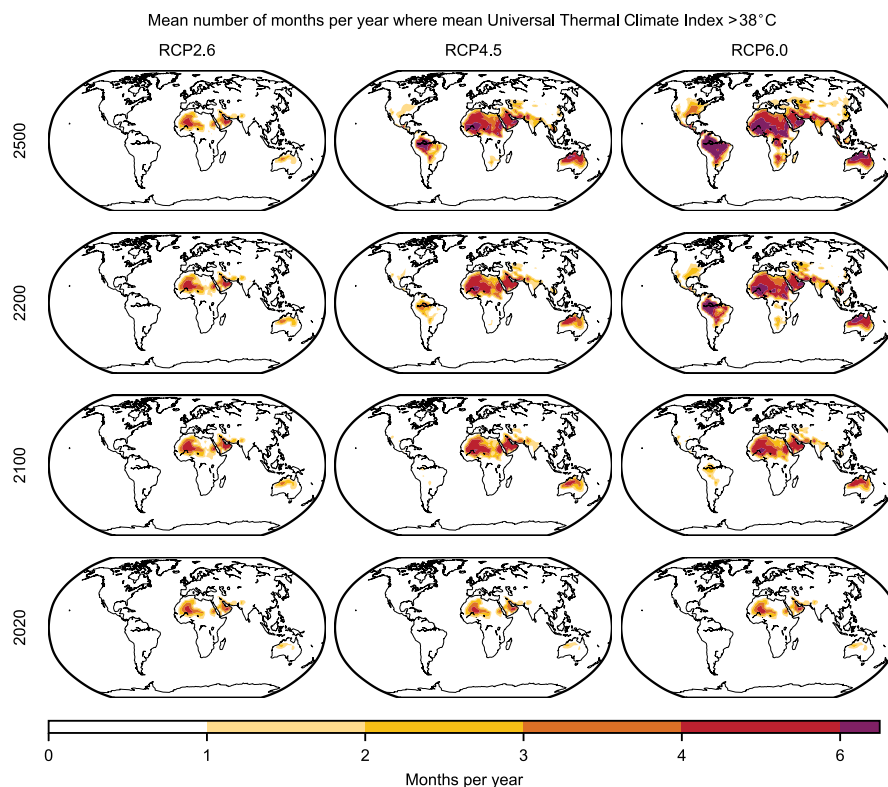 Mean number of months per year where mean Universal Thermal Climate Index >38°C
RCP2.6
RCP4.5
RCP6.0
2500
2200
2100
2020
0
1
2
3
4
6
Months per year